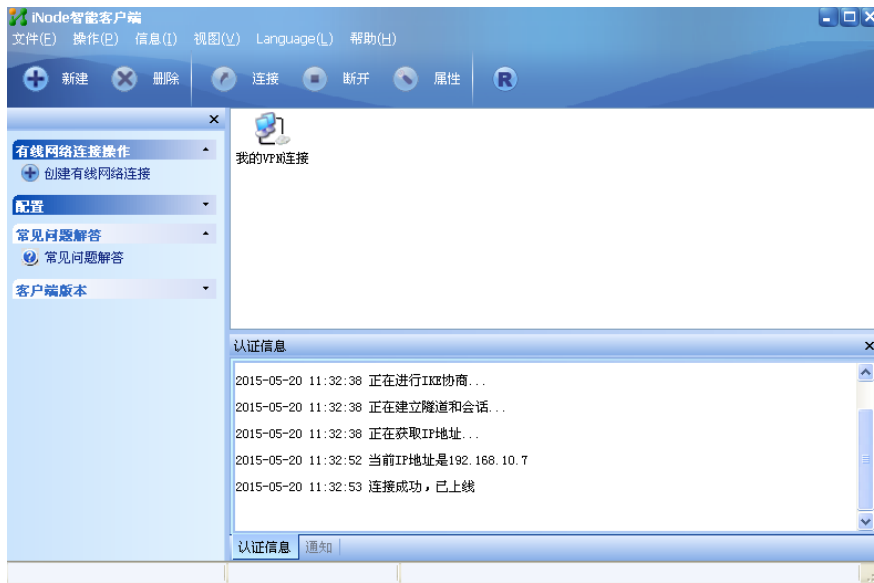 iNode智能客户端
文件(F) 操作(P) 信息(I) 视图(V) Language(L) 帮助(H)
新建 删除 连接 断开 属性 R
有线网络连接操作
创建有线网络连接
配置
常见问题解答
常见问题解答
客户端版本
我的VPN连接
认证信息
2015-05-20 11:32:38 正在进行IKE协商...
2015-05-20 11:32:38 正在建立隧道和会话...
2015-05-20 11:32:38 正在获取IP地址...
2015-05-20 11:32:52 当前IP地址是192.168.10.7
2015-05-20 11:32:53 连接成功，已上线
认证信息 通知